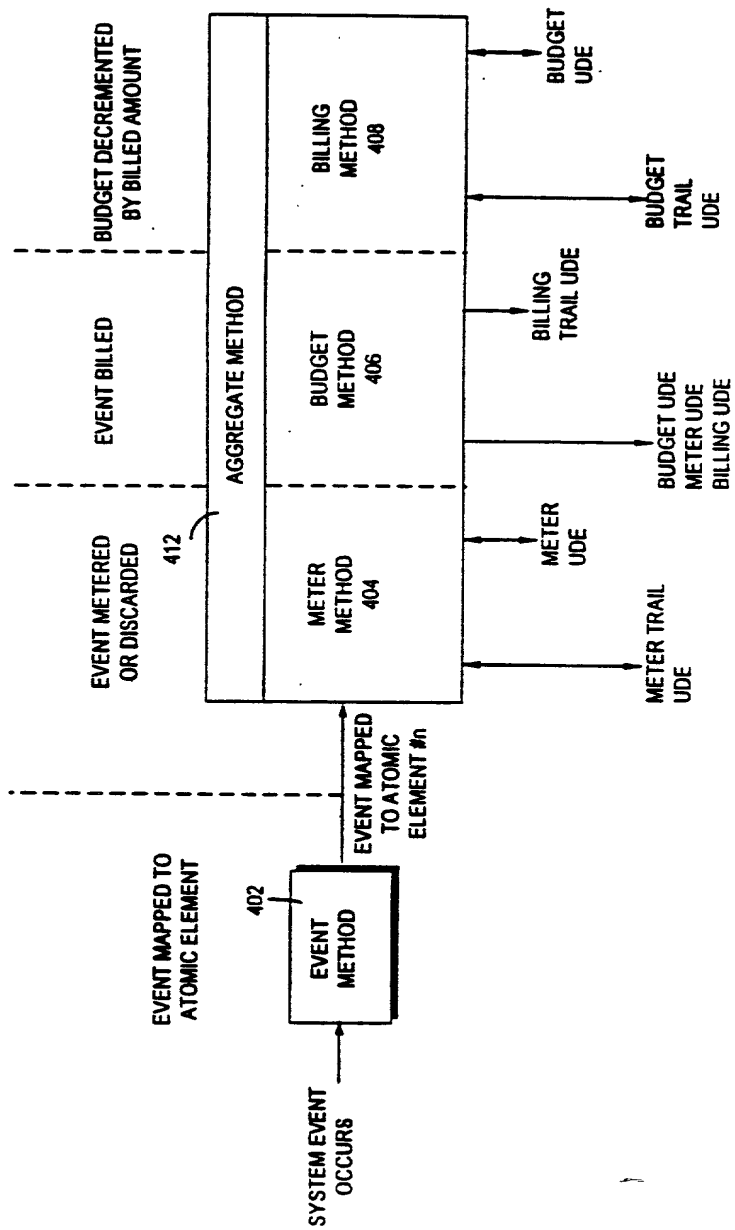 EVENT MAPPED TO
ATOMIC ELEMENT
EVENT METERED
OR DISCARDED
EVENT BILLED
BUDGET DECREMENTED
BY BILLED AMOUNT
SYSTEM EVENT
OCCURS
402
EVENT
METHOD
EVENT MAPPED
TO ATOMIC
ELEMENT #n
412
AGGREGATE METHOD
METER
METHOD
404
BUDGET
METHOD
406
BILLING
METHOD
408
METER TRAIL
UDE
METER
UDE
BUDGET UDE
METER UDE
BILLING UDE
BILLING
TRAIL UDE
BUDGET
TRAIL
UDE
BUDGET
UDE